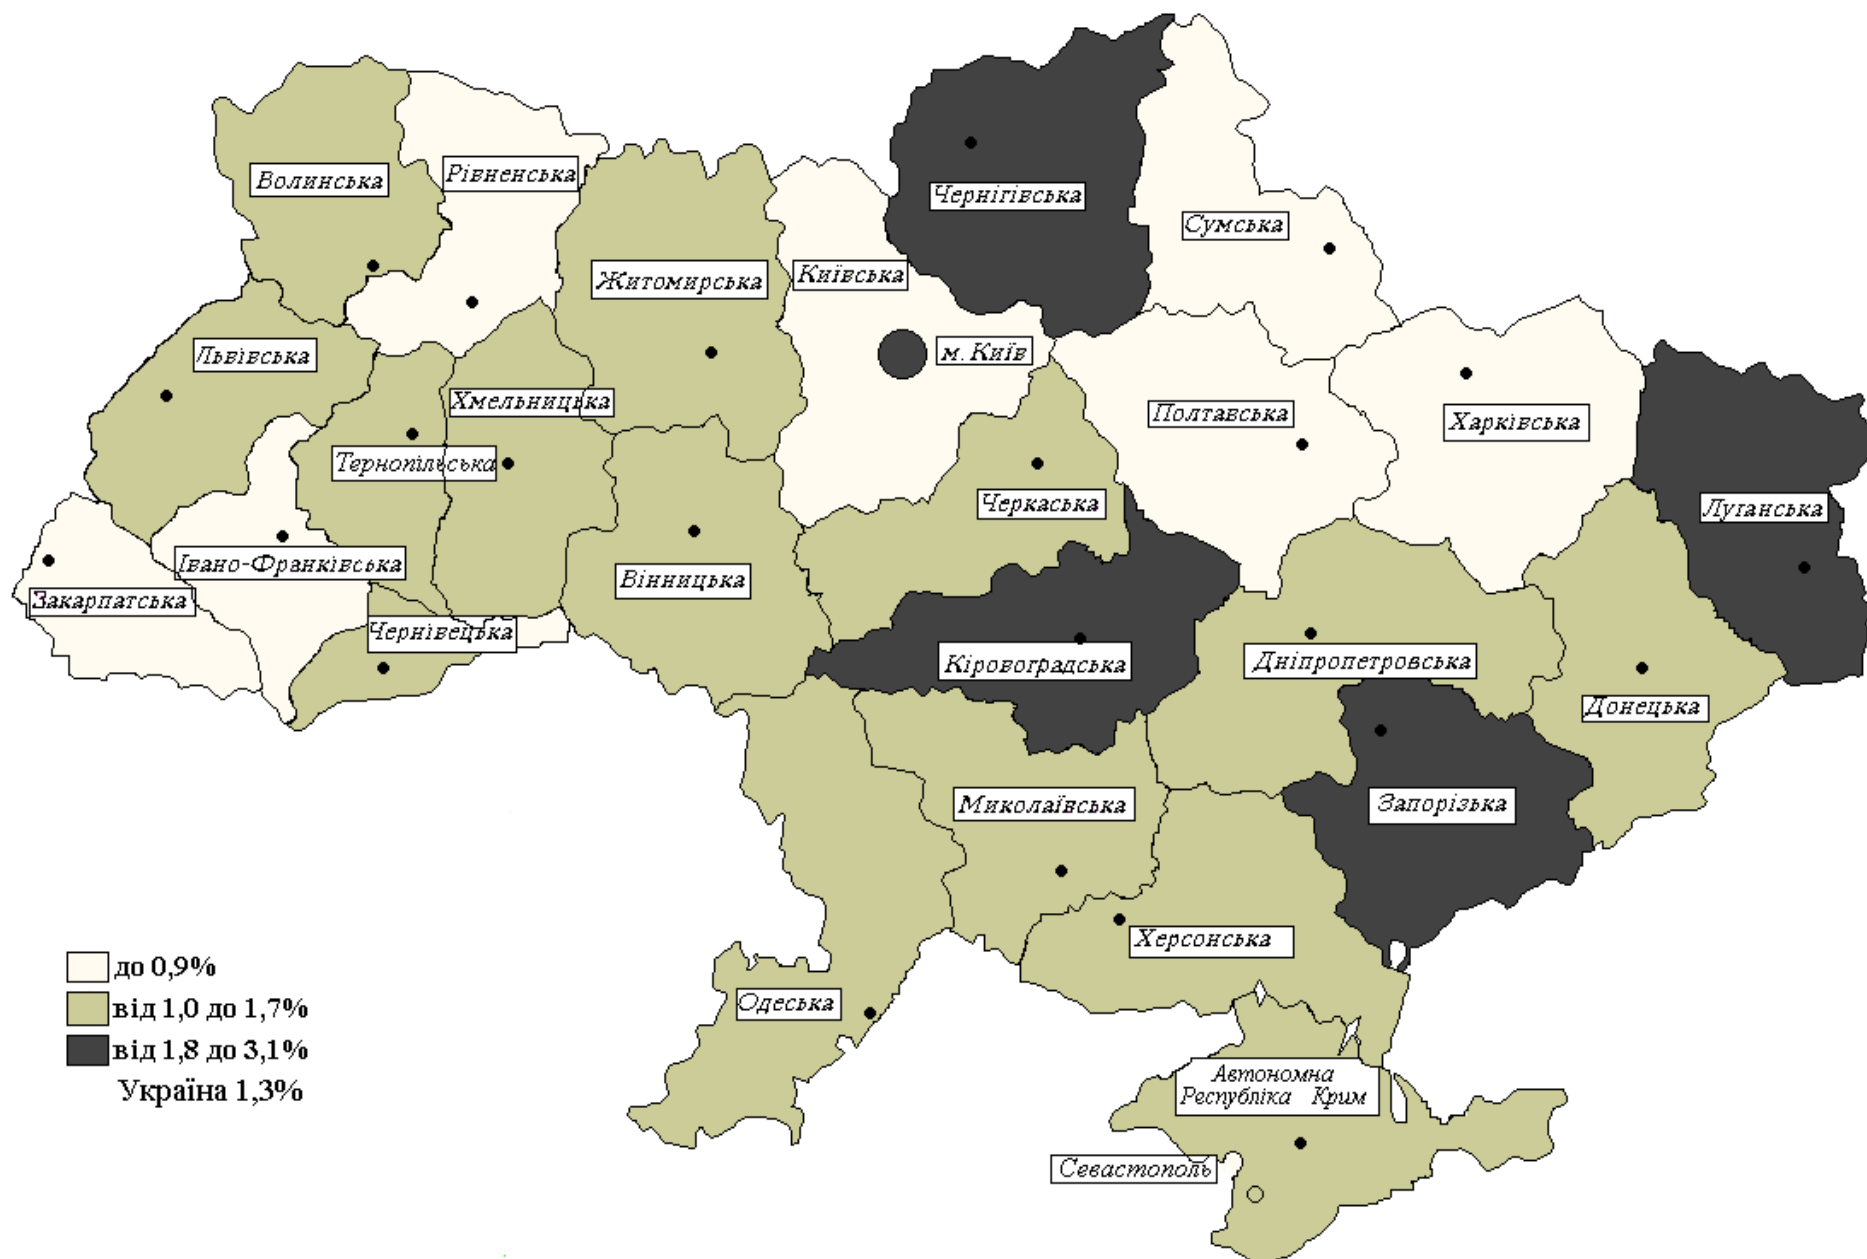 Волинська
Рівненська
Чернігівська
Сумська
Житомирська
Київська
Львівська
м. Київ
Хмельницька
Полтавська
Харківська
Тернопільська
Черкаська
Луганська
Івано-Франківська
Вінницька
Закарпатська
Чернівецька
Кіровоградська
Дніпропетровська
Донецька
Миколаївська
Запорізька
Херсонська
Одеська
до 0,9%
від 1,0 до 1,7%
від 1,8 до 3,1%
Україна 1,3%
Автономна
Республіка Крим
Севастополь